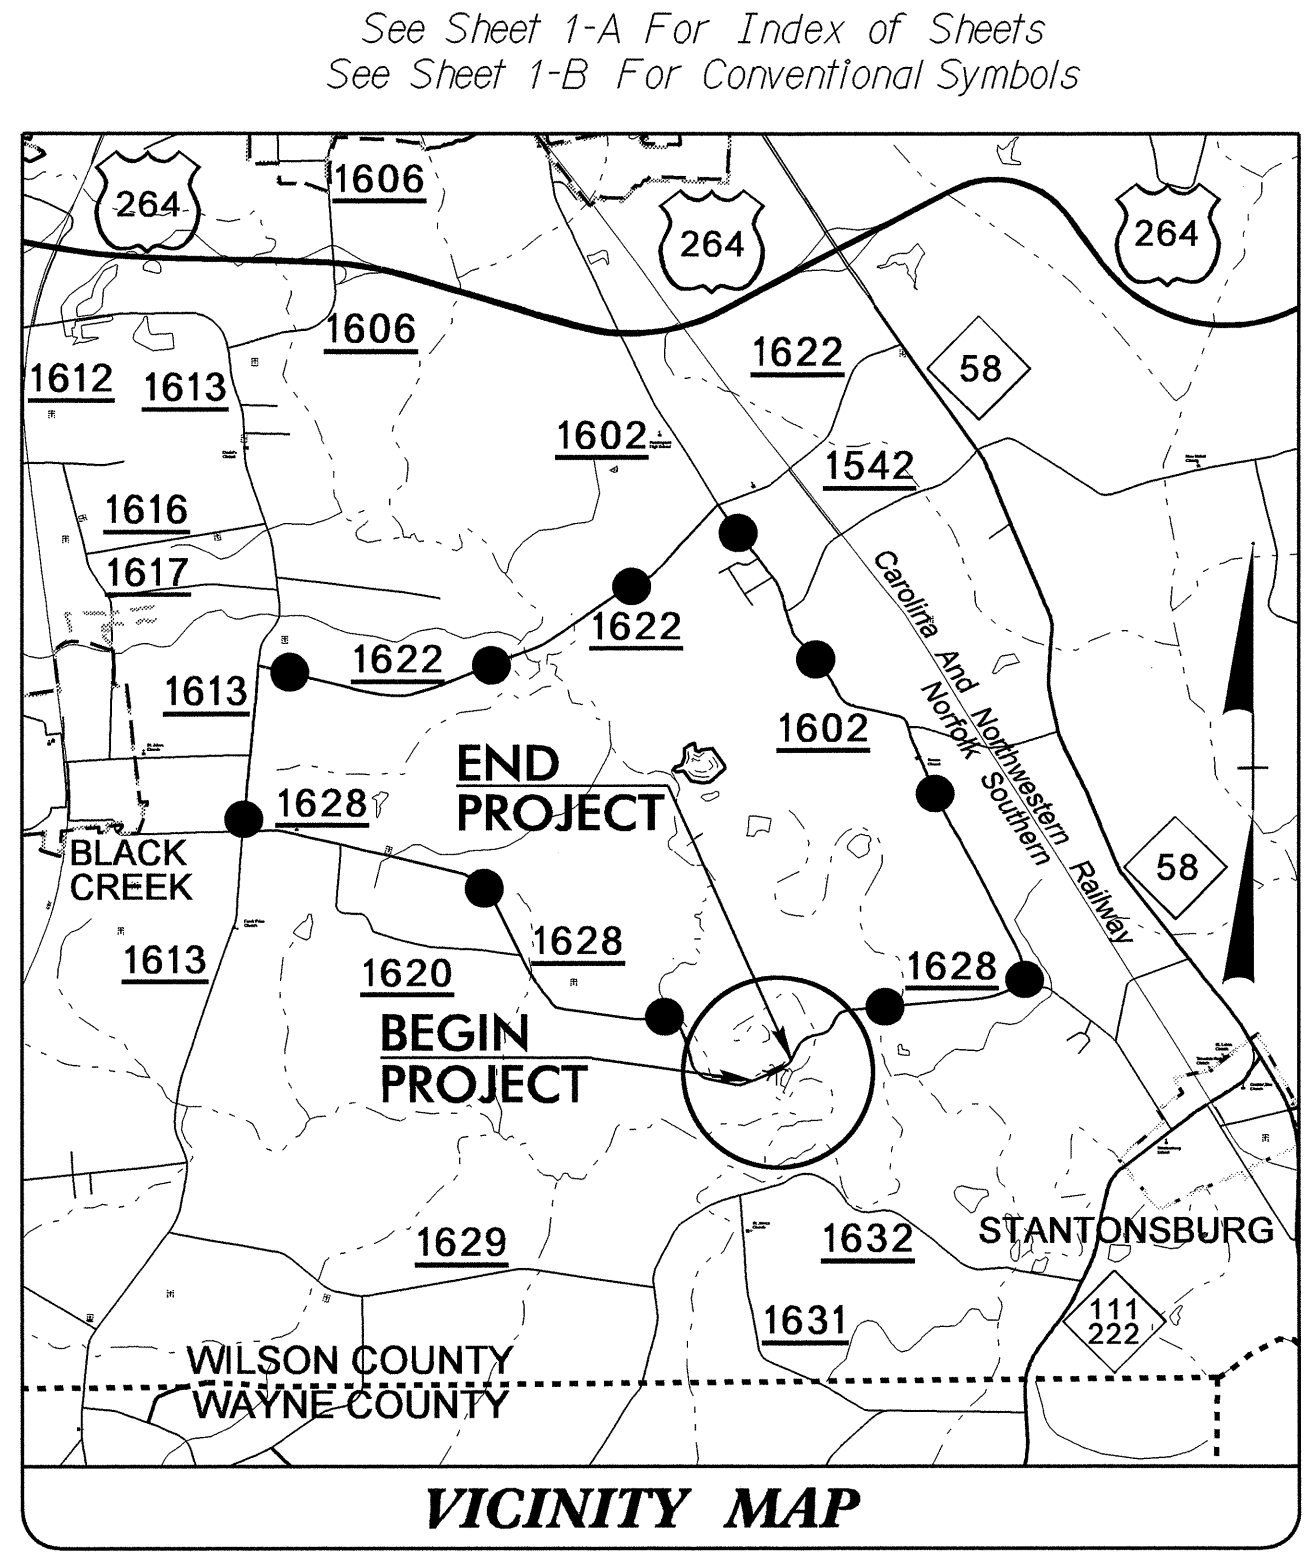 See Sheet 1-A For Index of Sheets
See Sheet 1-B For Conventional Symbols
264
1606
264
264
1606
1622
58
1612
1613
1602
1542
1616
1617
1622
1622
1613
1602
Carolina And Northwestern Railway
Norfolk Southern
END
PROJECT
1628
BLACK
CREEK
58
1628
1613
1620
1628
BEGIN
PROJECT
STANTONSBURG
1629
1632
1631
111
222
WILSON COUNTY
WAYNE COUNTY
VICINITY MAP